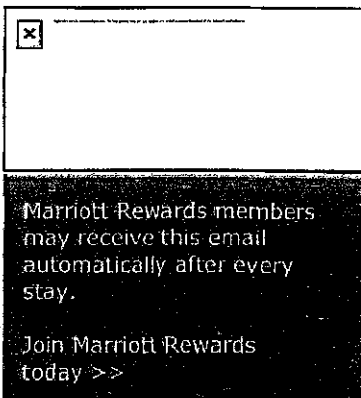 Marriott Rewards members
may receive this email
automatically after every
stay.
Join Marriott Rewards
today >>